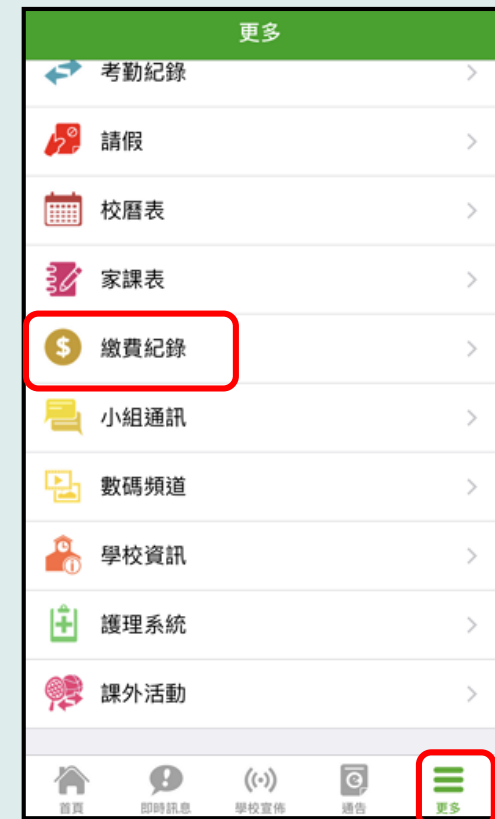 更多
考勤紀錄
請假
校曆表
家課表
繳費紀錄
小組通訊
數碼頻道
學校資訊
護理系統
課外活動
首頁 即時訊息 學校宣佈 通告 更多